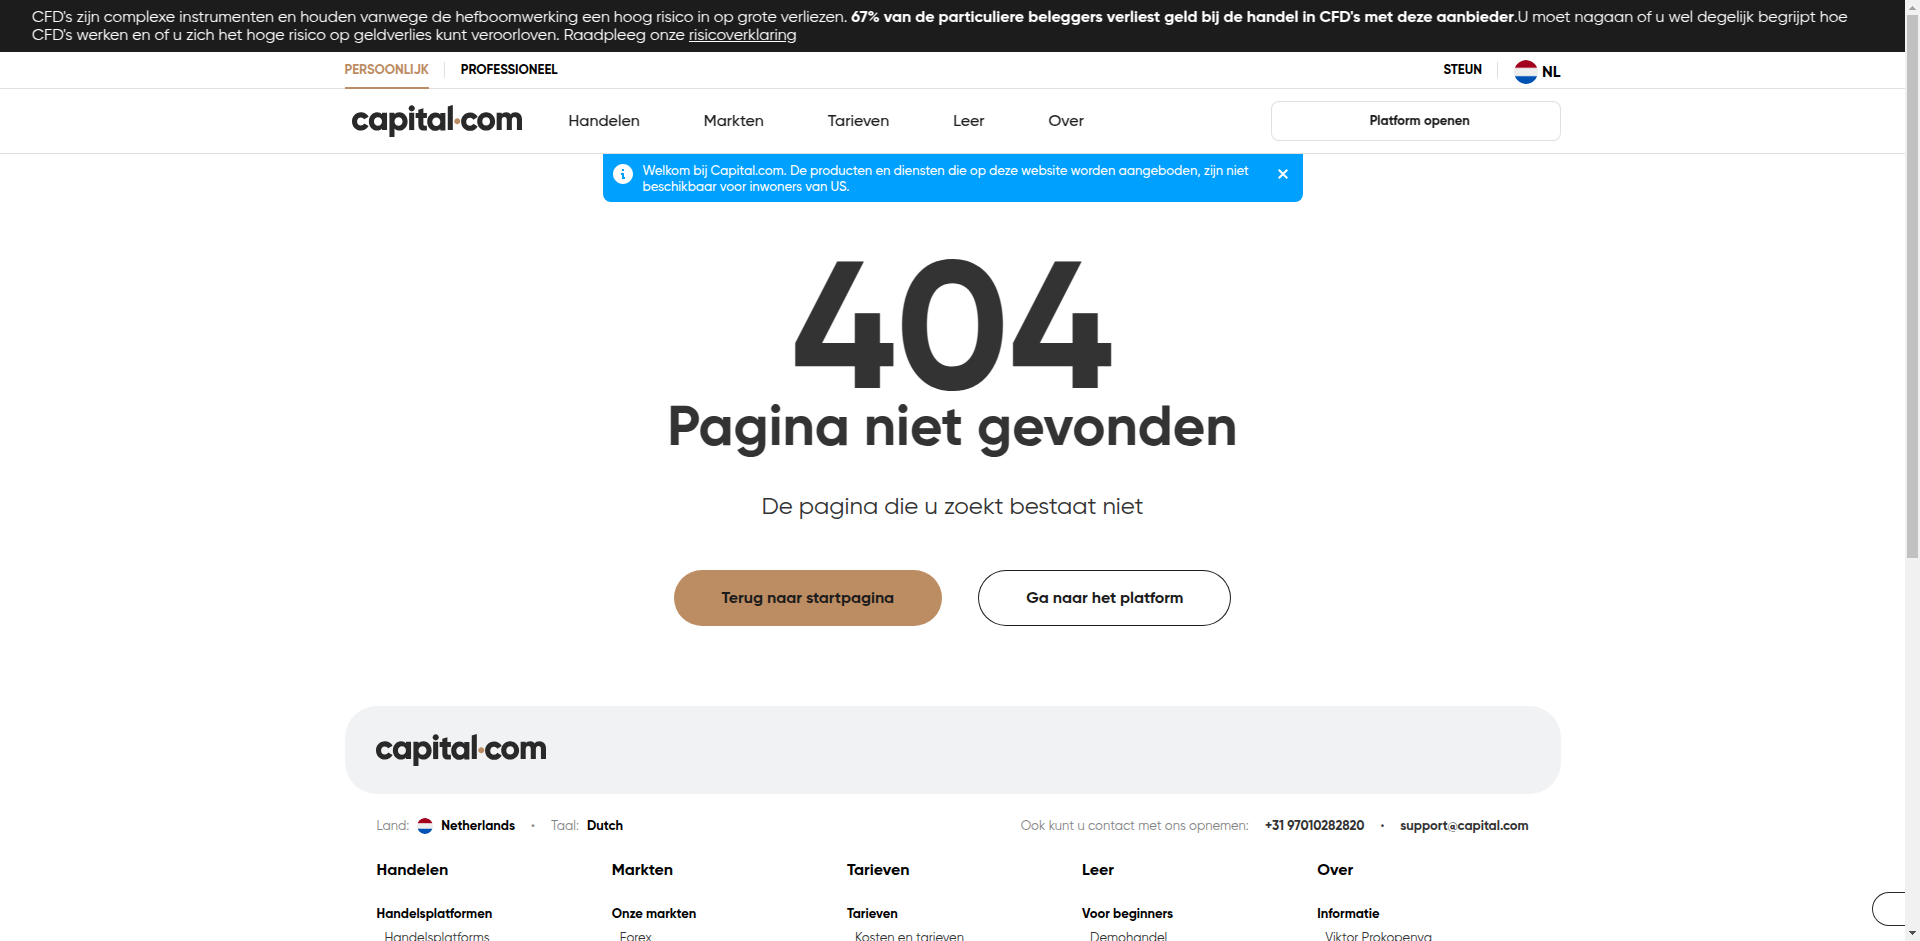 CFD's zijn complexe instrumenten en houden vanwege de hefboomwerking een hoog risico in op grote verliezen. 67% van de particuliere beleggers verliest geld bij de handel in CFD's met deze aanbieder.U moet nagaan of u wel degelijk begrijpt hoe
CFD's werken en of u zich het hoge risico op geldverlies kunt veroorloven. Raadpleeg onze risicoverklaring
PERSOONLIJK PROFESSIONEEL STEUN NL
capital.com Handelen Markten Tarieven Leer Over Platform openen
Welkom bij Capital.com. De producten en diensten die op deze website worden aangeboden, zijn niet
beschikbaar voor inwoners van US.
404
Pagina niet gevonden
De pagina die u zoekt bestaat niet
Terug naar startpagina Ga naar het platform
capital.com
Land: Netherlands • Taal: Dutch Ook kunt u contact met ons opnemen: +31 97010282820 • support@capital.com
Handelen Markten Tarieven Leer Over
Handelsplatformen Onze markten Tarieven Voor beginners Informatie
Handelsplatforms Forex Kosten en tarieven Demohandel Viktor Prokopenya